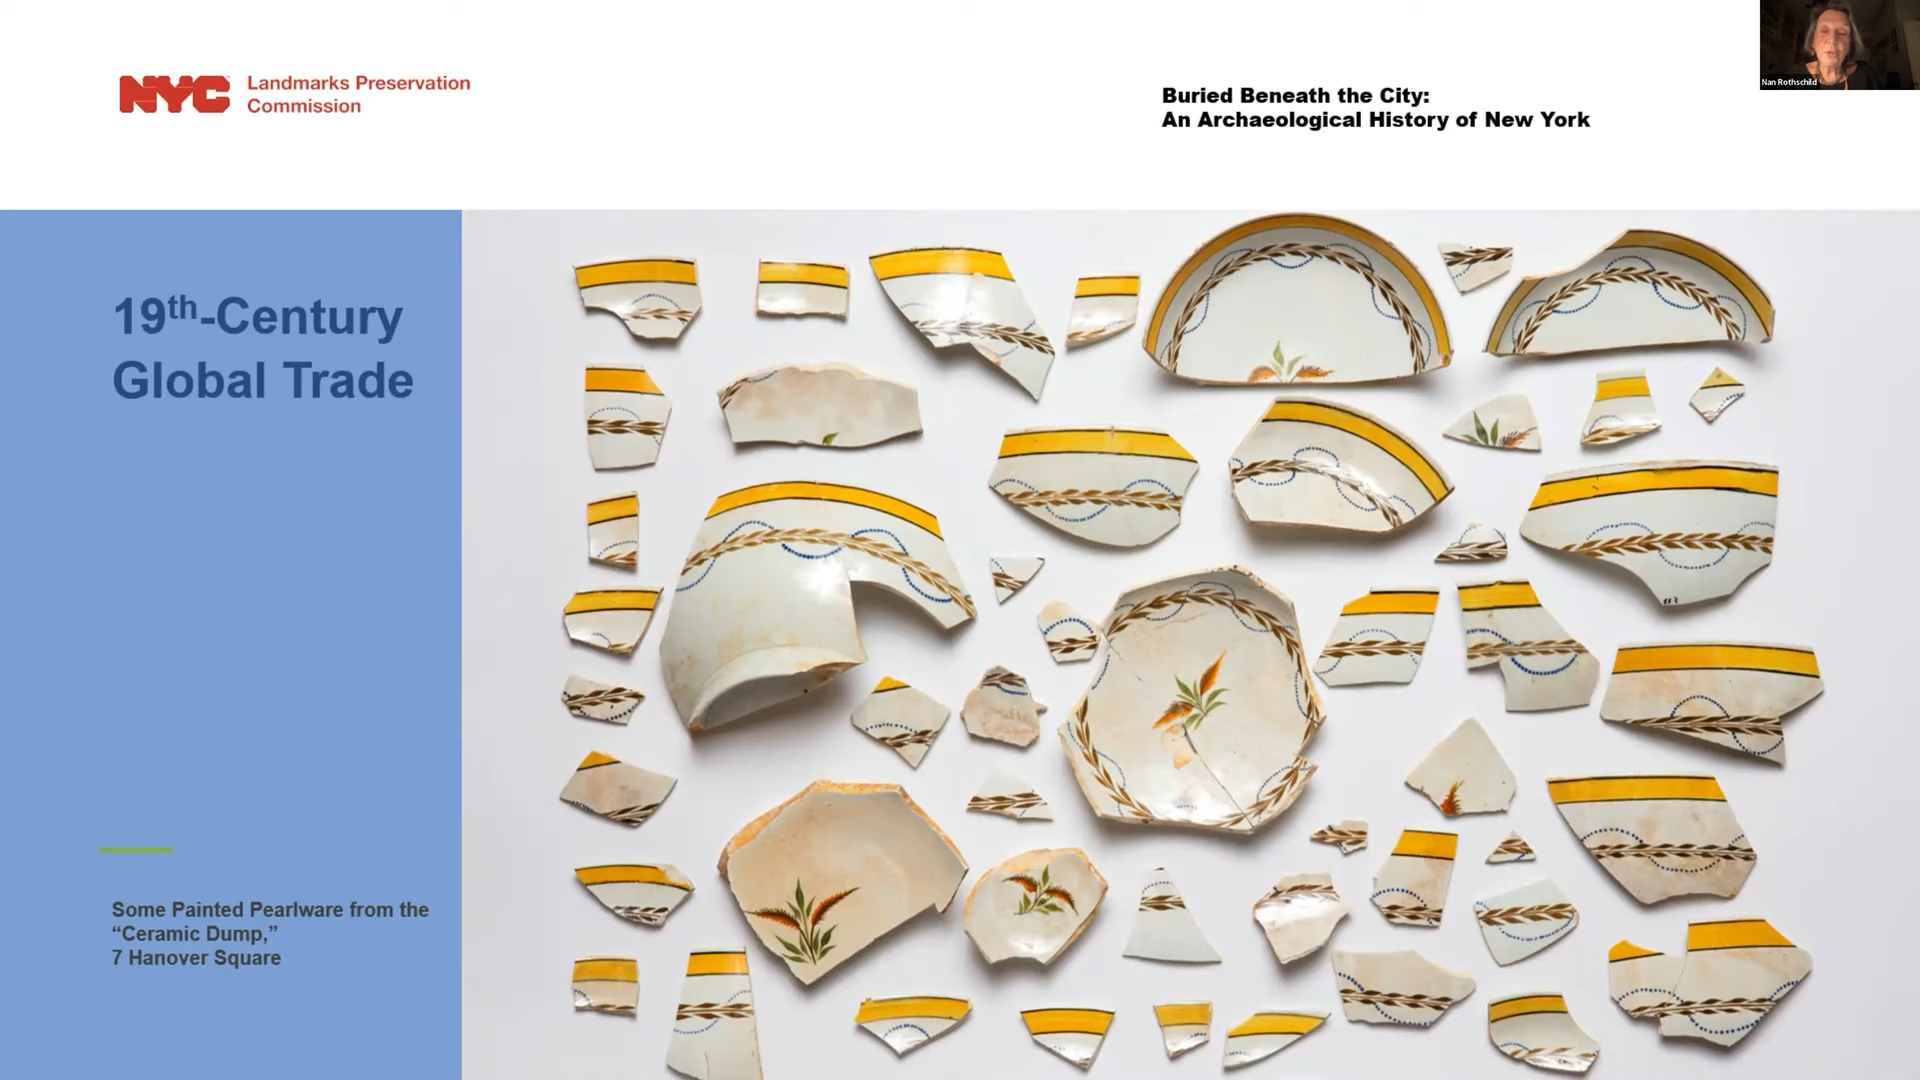 NYC
Landmarks Preservation
Commission
Buried Beneath the City:
An Archaeological History of New York
Nan Rothschild
19th-Century
Global Trade
Some Painted Pearlware from the
“Ceramic Dump,”
7 Hanover Square